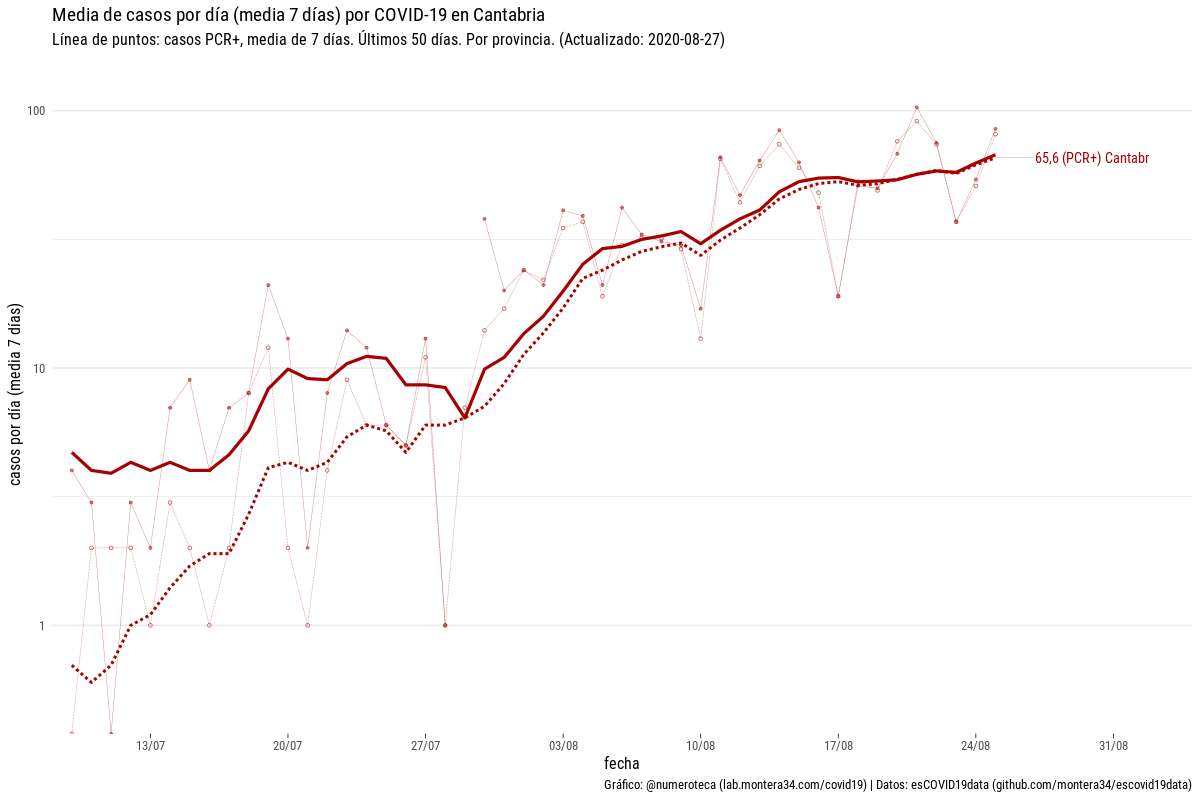 Media de casos por día (media 7 días) por COVID-19 en Cantabria
Línea de puntos: casos PCR+, media de 7 días. Últimos 50 días. Por provincia. (Actualizado: 2020-08-27)
casos por día (media 7 días)
100
10
1
65,6 (PCR+) Cantabr
13/07
20/07
27/07
03/08
10/08
17/08
24/08
31/08
fecha
Gráfico: @numeroteca (lab.montera34.com/covid19) | Datos: esCOVID19data (github.com/montera34/escovid19data)